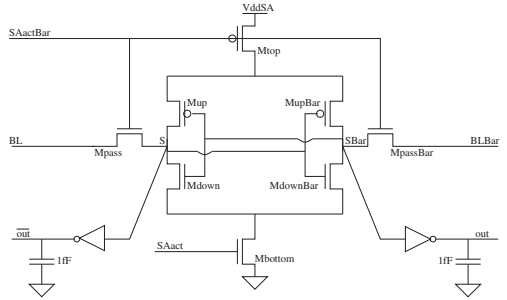 VddSA
SAactBar
Mtop
Mup
MupBar
BL
S
SBar
BLBar
Mpass
MpassBar
Mdown
MdownBar
out
SAact
out
1fF
Mbottom
1fF